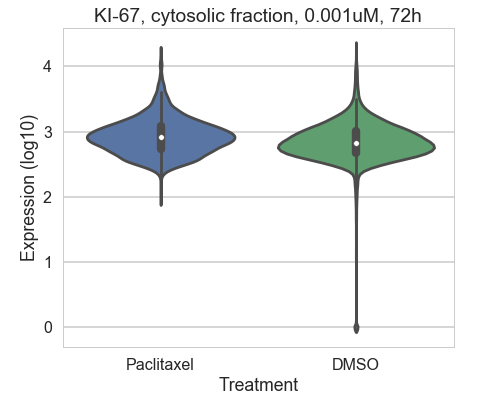 KI-67, cytosolic fraction, 0.001uM, 72h
Expression (log10)
4
3
2
1
0
Paclitaxel DMSO
Treatment